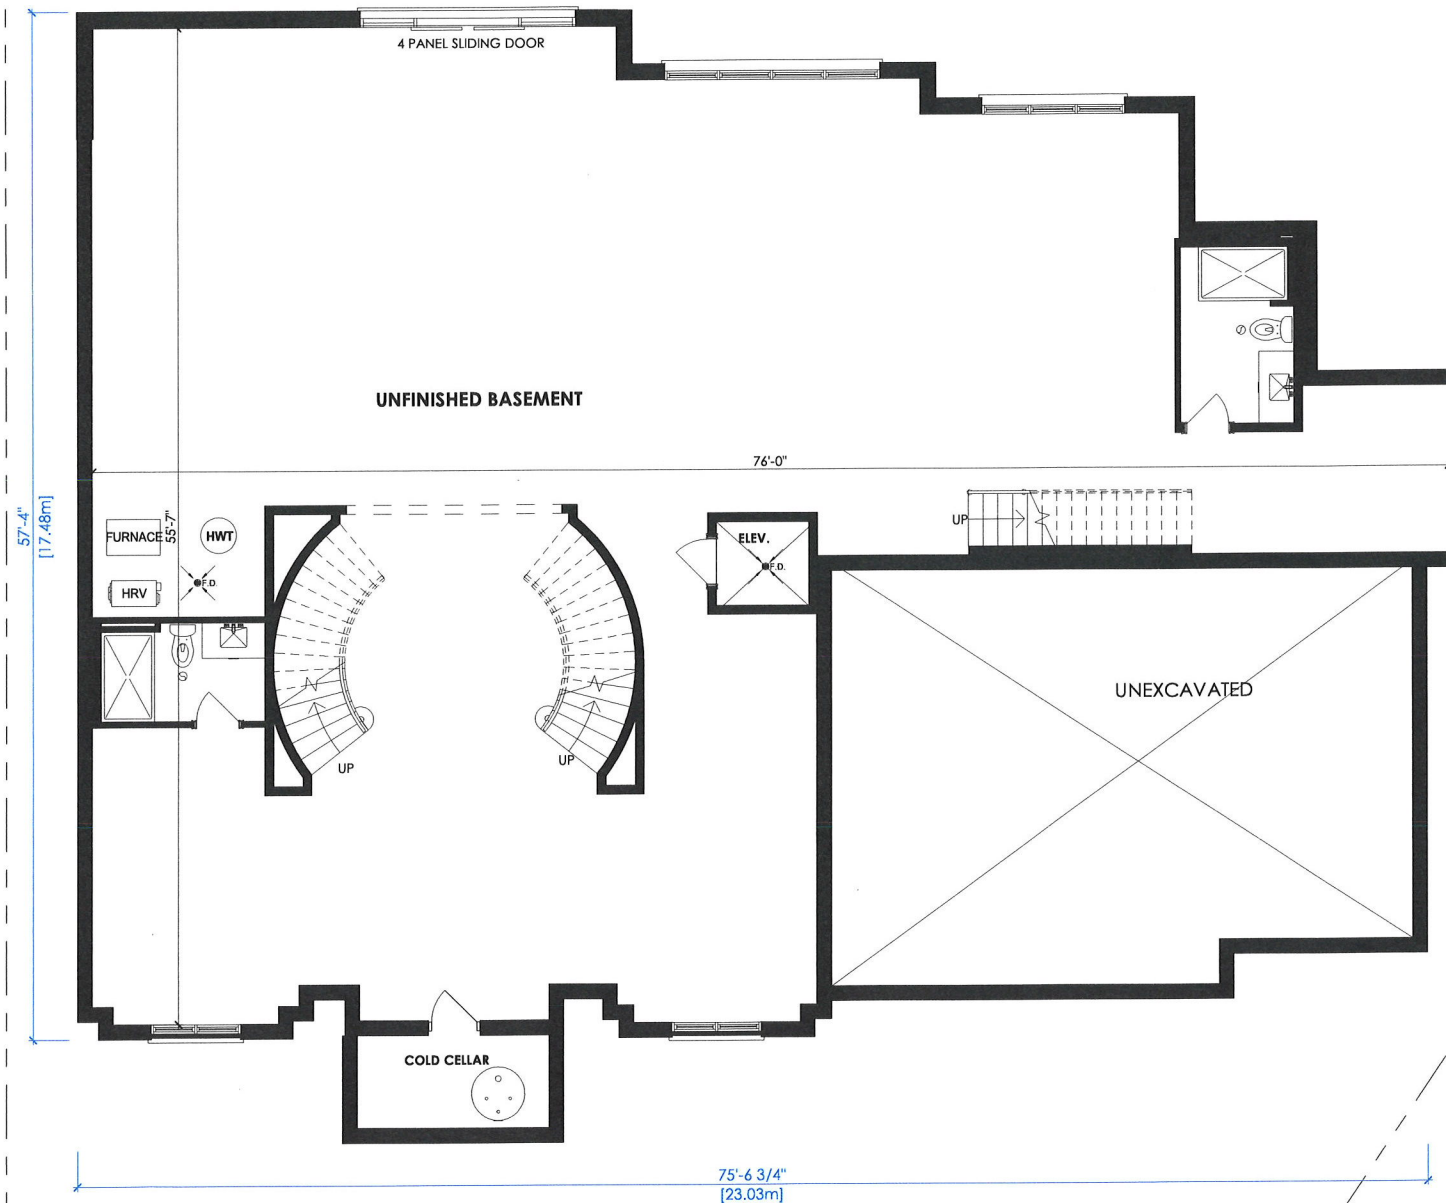 4 PANEL SLIDING DOOR
UNFINISHED BASEMENT
76'-0"
57'-4"
[17.48m]
55'-7"
FURNACE
HWT
HRV
F.D.
ELEV.
F.D.
UP
UP
UP
UNEXCAVATED
COLD CELLAR
75'-6 3/4"
[23.03m]